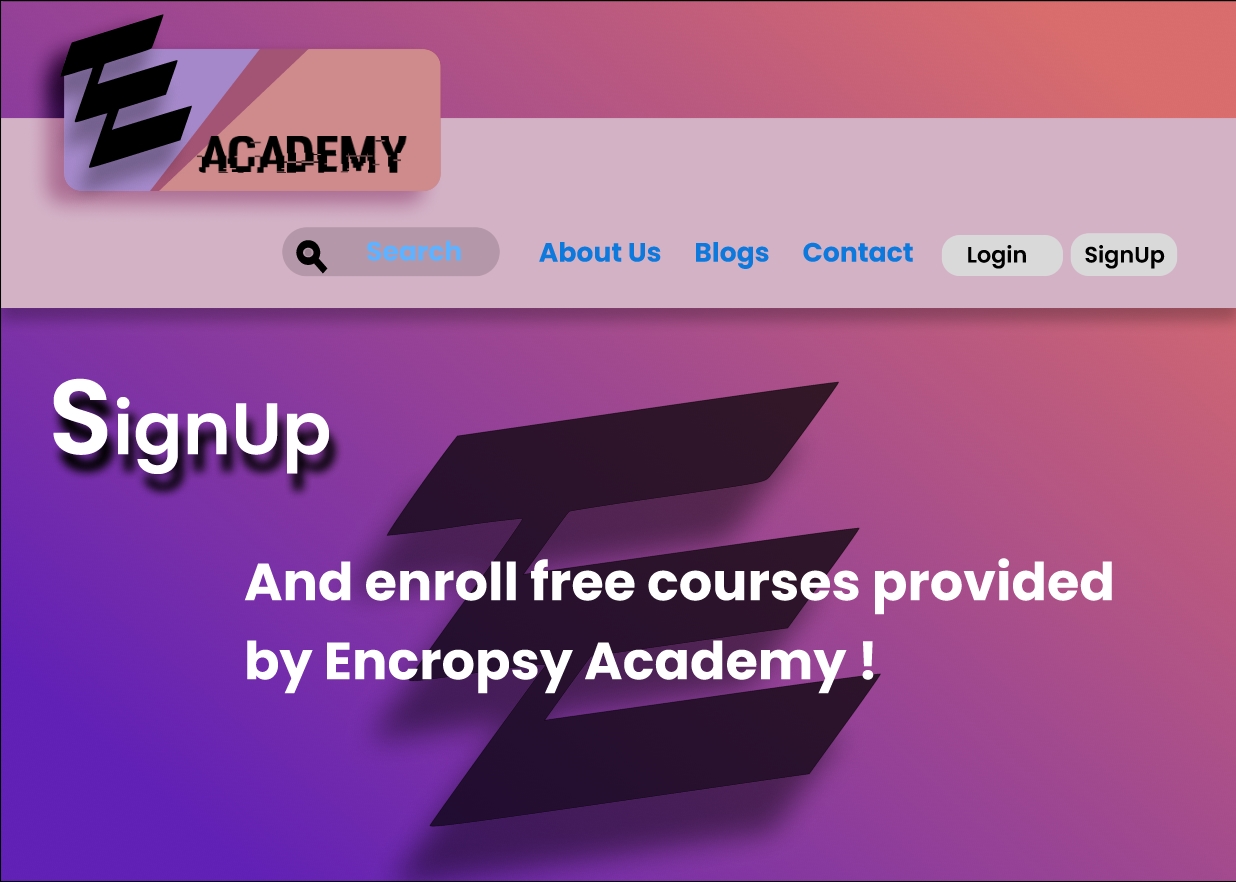 E
ACADEMY
Search
About Us
Blogs
Contact
Login
SignUp
SignUp
And enroll free courses provided
by Encropsy Academy !